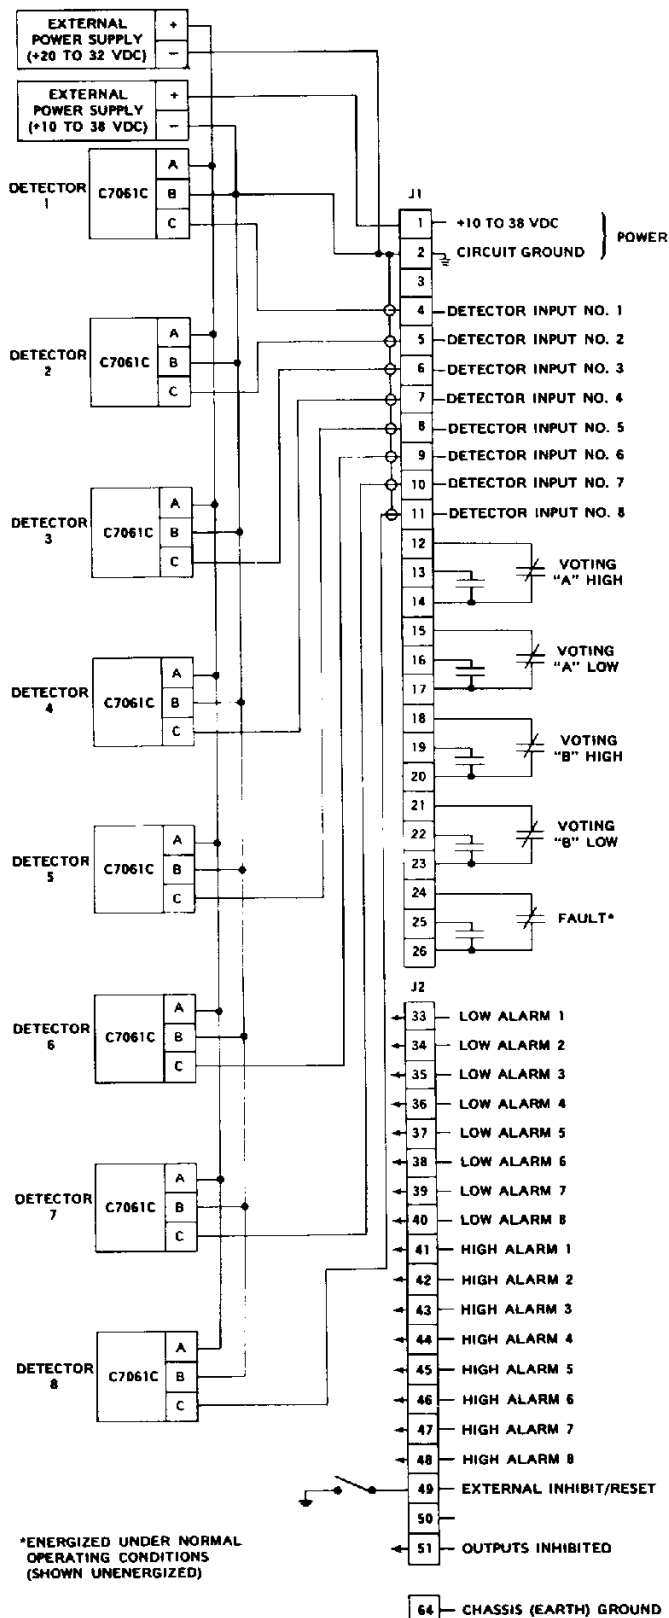 EXTERNAL
POWER SUPPLY
(+20 TO 32 VDC)
+
−
EXTERNAL
POWER SUPPLY
(+10 TO 38 VDC)
+
−
DETECTOR
1
C7061C
A
B
C
DETECTOR
2
C7061C
A
B
C
DETECTOR
3
C7061C
A
B
C
DETECTOR
4
C7061C
A
B
C
DETECTOR
5
C7061C
A
B
C
DETECTOR
6
C7061C
A
B
C
DETECTOR
7
C7061C
A
B
C
DETECTOR
8
C7061C
A
B
C
J1
1 +10 TO 38 VDC
2 CIRCUIT GROUND
POWER
3
4 DETECTOR INPUT NO. 1
5 DETECTOR INPUT NO. 2
6 DETECTOR INPUT NO. 3
7 DETECTOR INPUT NO. 4
8 DETECTOR INPUT NO. 5
9 DETECTOR INPUT NO. 6
10 DETECTOR INPUT NO. 7
11 DETECTOR INPUT NO. 8
12
13
14
VOTING
"A" HIGH
15
16
17
VOTING
"A" LOW
18
19
20
VOTING
"B" HIGH
21
22
23
VOTING
"B" LOW
24
25
26
FAULT*
J2
33 LOW ALARM 1
34 LOW ALARM 2
35 LOW ALARM 3
36 LOW ALARM 4
37 LOW ALARM 5
38 LOW ALARM 6
39 LOW ALARM 7
40 LOW ALARM 8
41 HIGH ALARM 1
42 HIGH ALARM 2
43 HIGH ALARM 3
44 HIGH ALARM 4
45 HIGH ALARM 5
46 HIGH ALARM 6
47 HIGH ALARM 7
48 HIGH ALARM 8
49 EXTERNAL INHIBIT/RESET
50
51 OUTPUTS INHIBITED
64 CHASSIS (EARTH) GROUND
*ENERGIZED UNDER NORMAL
OPERATING CONDITIONS
(SHOWN UNENERGIZED)